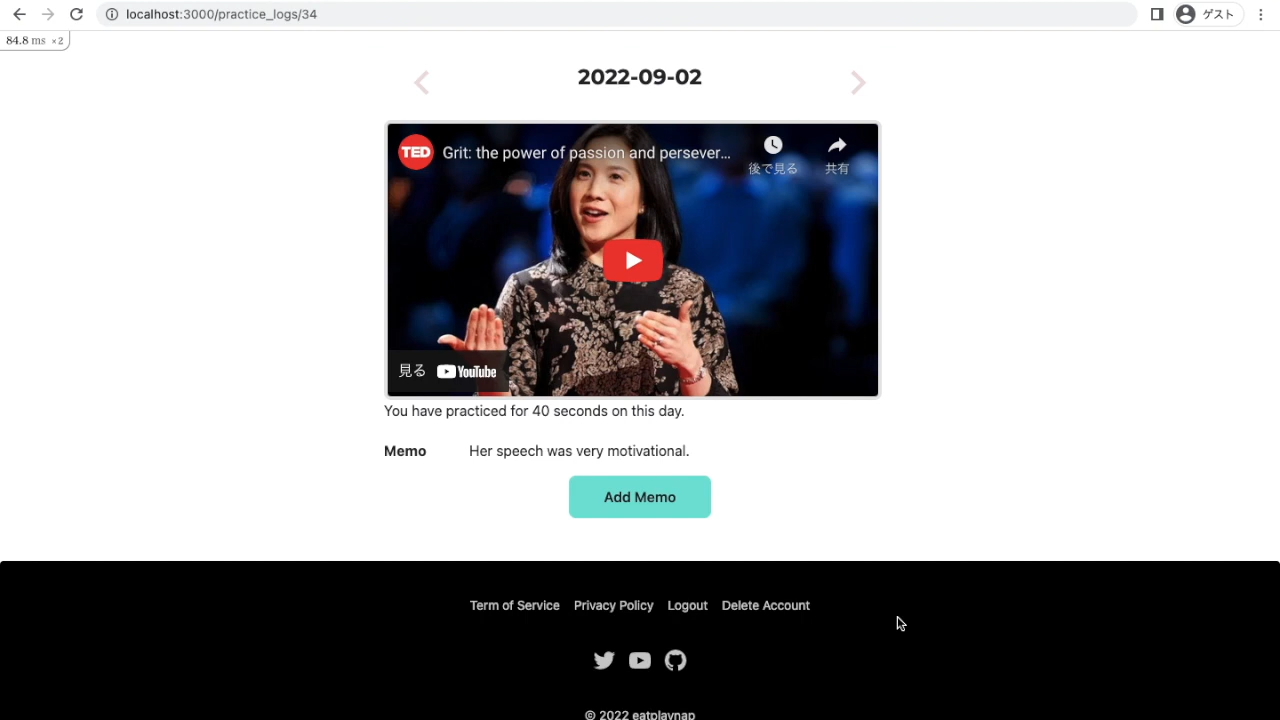 localhost:3000/practice_logs/34
ゲスト
84.8 ms ×2
2022-09-02
TED
Grit: the power of passion and persever…
後で見る
共有
見る YouTube
You have practiced for 40 seconds on this day.
Memo Her speech was very motivational.
Add Memo
Term of Service Privacy Policy Logout Delete Account
© 2022 eatplaynap